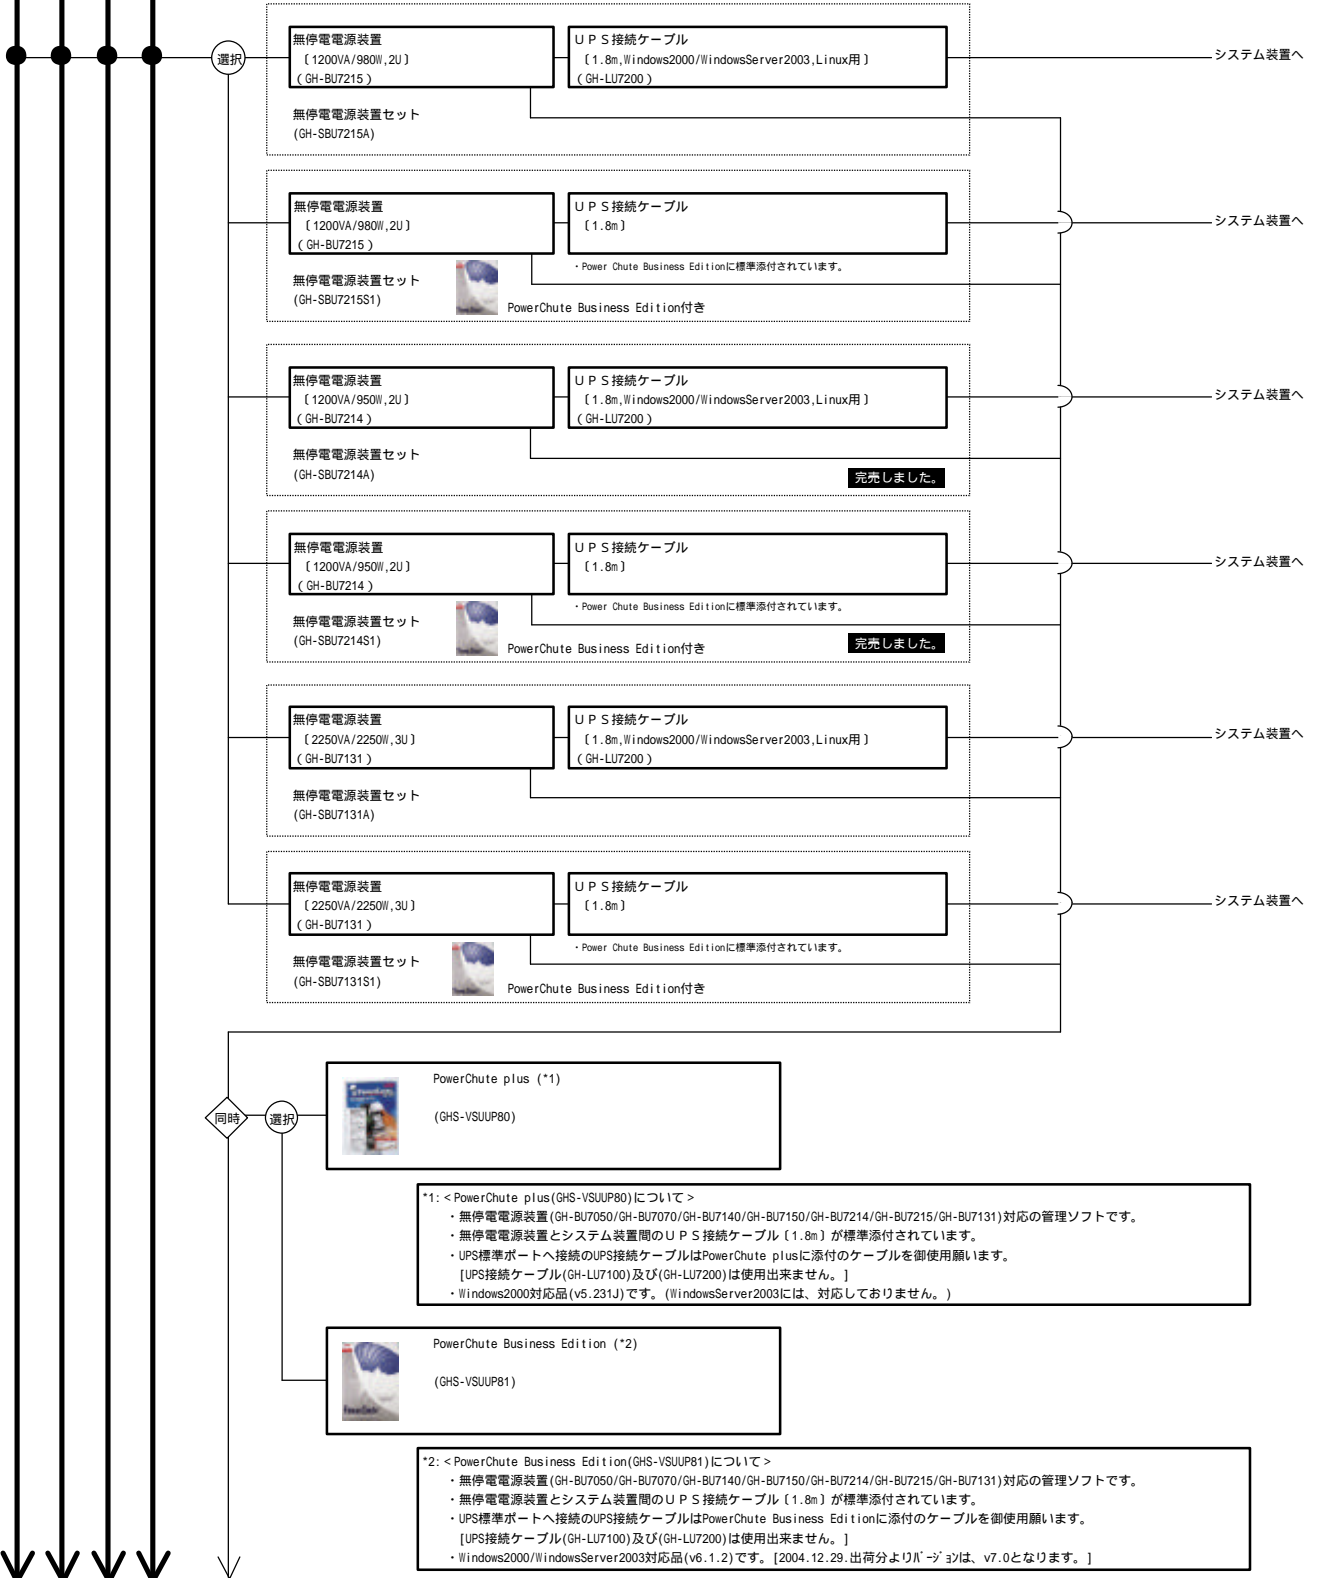 選択
無停電電源装置
〔1200VA/980W,2U〕
(GH-BU7215)
UPS接続ケーブル
〔1.8m,Windows2000/WindowsServer2003,Linux用〕
(GH-LU7200)
システム装置へ
無停電電源装置セット
(GH-SBU7215A)
無停電電源装置
〔1200VA/980W,2U〕
(GH-BU7215)
UPS接続ケーブル
〔1.8m〕
システム装置へ
・Power Chute Business Editionに標準添付されています。
無停電電源装置セット
(GH-SBU7215S1)
PowerChute Business Edition付き
無停電電源装置
〔1200VA/950W,2U〕
(GH-BU7214)
UPS接続ケーブル
〔1.8m,Windows2000/WindowsServer2003,Linux用〕
(GH-LU7200)
システム装置へ
無停電電源装置セット
(GH-SBU7214A)
完売しました。
無停電電源装置
〔1200VA/950W,2U〕
(GH-BU7214)
UPS接続ケーブル
〔1.8m〕
システム装置へ
・Power Chute Business Editionに標準添付されています。
無停電電源装置セット
(GH-SBU7214S1)
PowerChute Business Edition付き
完売しました。
無停電電源装置
〔2250VA/2250W,3U〕
(GH-BU7131)
UPS接続ケーブル
〔1.8m,Windows2000/WindowsServer2003,Linux用〕
(GH-LU7200)
システム装置へ
無停電電源装置セット
(GH-SBU7131A)
無停電電源装置
〔2250VA/2250W,3U〕
(GH-BU7131)
UPS接続ケーブル
〔1.8m〕
システム装置へ
・Power Chute Business Editionに標準添付されています。
無停電電源装置セット
(GH-SBU7131S1)
PowerChute Business Edition付き
同時
選択
PowerChute plus (*1)
(GHS-VSUUP80)
*1:<PowerChute plus(GHS-VSUUP80)について>
・無停電電源装置(GH-BU7050/GH-BU7070/GH-BU7140/GH-BU7150/GH-BU7214/GH-BU7215/GH-BU7131)対応の管理ソフトです。
・無停電電源装置とシステム装置間のUPS接続ケーブル〔1.8m〕が標準添付されています。
・UPS標準ポートへ接続のUPS接続ケーブルはPowerChute plusに添付のケーブルを御使用願います。
[UPS接続ケーブル(GH-LU7100)及び(GH-LU7200)は使用出来ません。]
・Windows2000対応品(v5.231J)です。(WindowsServer2003には、対応しておりません。)
PowerChute Business Edition (*2)
(GHS-VSUUP81)
*2:<PowerChute Business Edition(GHS-VSUUP81)について>
・無停電電源装置(GH-BU7050/GH-BU7070/GH-BU7140/GH-BU7150/GH-BU7214/GH-BU7215/GH-BU7131)対応の管理ソフトです。
・無停電電源装置とシステム装置間のUPS接続ケーブル〔1.8m〕が標準添付されています。
・UPS標準ポートへ接続のUPS接続ケーブルはPowerChute Business Editionに添付のケーブルを御使用願います。
[UPS接続ケーブル(GH-LU7100)及び(GH-LU7200)は使用出来ません。]
・Windows2000/WindowsServer2003対応品(v6.1.2)です。[2004.12.29.出荷分よりﾊﾞｰｼﾞｮﾝは、v7.0となります。]